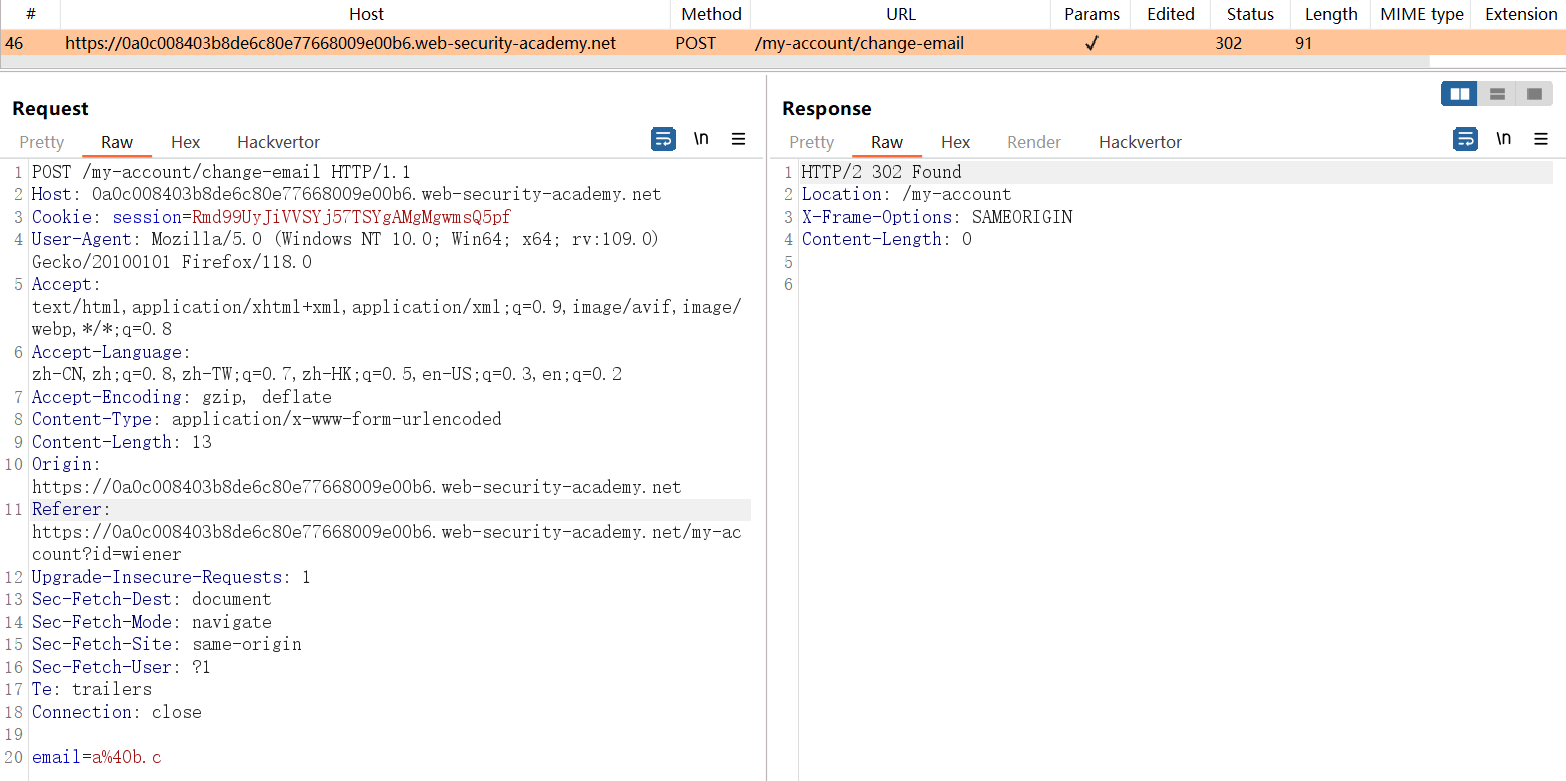 # Host Method URL Params Edited Status Length MIME type Extension
46 https://0a0c008403b8de6c80e77668009e00b6.web-security-academy.net POST /my-account/change-email ✓ 302 91
Request
Pretty Raw Hex Hackvertor \n
1 POST /my-account/change-email HTTP/1.1
2 Host: 0a0c008403b8de6c80e77668009e00b6.web-security-academy.net
3 Cookie: session=Rmd99UyJiVVSYj57TSYgAMgMgwmsQ5pf
4 User-Agent: Mozilla/5.0 (Windows NT 10.0; Win64; x64; rv:109.0)
Gecko/20100101 Firefox/118.0
5 Accept:
text/html,application/xhtml+xml,application/xml;q=0.9,image/avif,image/
webp,*/*;q=0.8
6 Accept-Language:
zh-CN,zh;q=0.8,zh-TW;q=0.7,zh-HK;q=0.5,en-US;q=0.3,en;q=0.2
7 Accept-Encoding: gzip, deflate
8 Content-Type: application/x-www-form-urlencoded
9 Content-Length: 13
10 Origin:
https://0a0c008403b8de6c80e77668009e00b6.web-security-academy.net
11 Referer:
https://0a0c008403b8de6c80e77668009e00b6.web-security-academy.net/my-ac
count?id=wiener
12 Upgrade-Insecure-Requests: 1
13 Sec-Fetch-Dest: document
14 Sec-Fetch-Mode: navigate
15 Sec-Fetch-Site: same-origin
16 Sec-Fetch-User: ?1
17 Te: trailers
18 Connection: close
19
20 email=a%40b.c
Response
Pretty Raw Hex Render Hackvertor \n
1 HTTP/2 302 Found
2 Location: /my-account
3 X-Frame-Options: SAMEORIGIN
4 Content-Length: 0
5
6